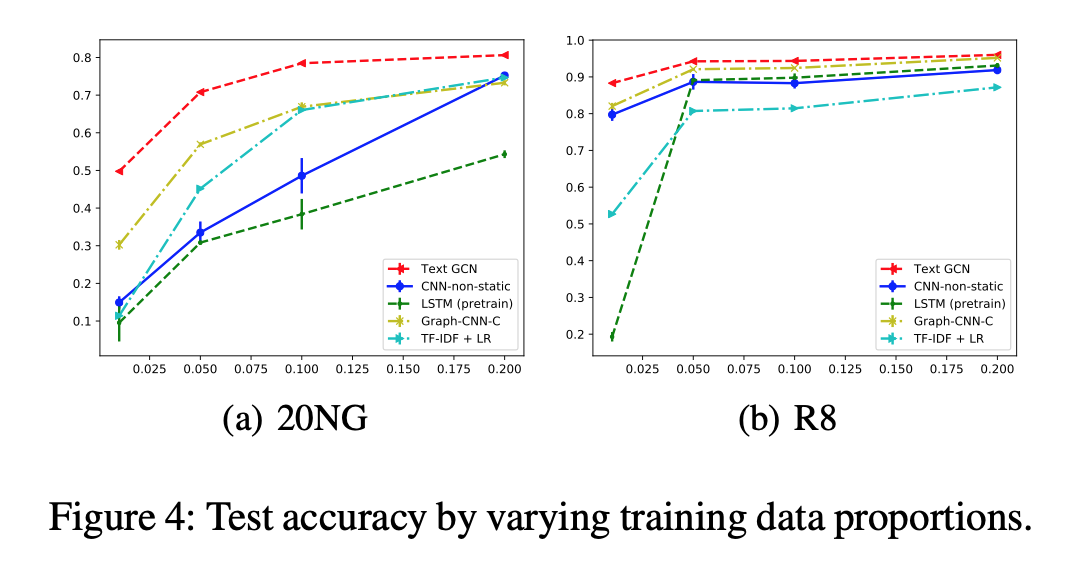 0.8
0.7
0.6
0.5
0.4
0.3
0.2
0.1
0.025 0.050 0.075 0.100 0.125 0.150 0.175 0.200
Text GCN
CNN-non-static
LSTM (pretrain)
Graph-CNN-C
TF-IDF + LR
(a) 20NG
1.0
0.9
0.8
0.7
0.6
0.5
0.4
0.3
0.2
0.025 0.050 0.075 0.100 0.125 0.150 0.175 0.200
Text GCN
CNN-non-static
LSTM (pretrain)
Graph-CNN-C
TF-IDF + LR
(b) R8
Figure 4: Test accuracy by varying training data proportions.